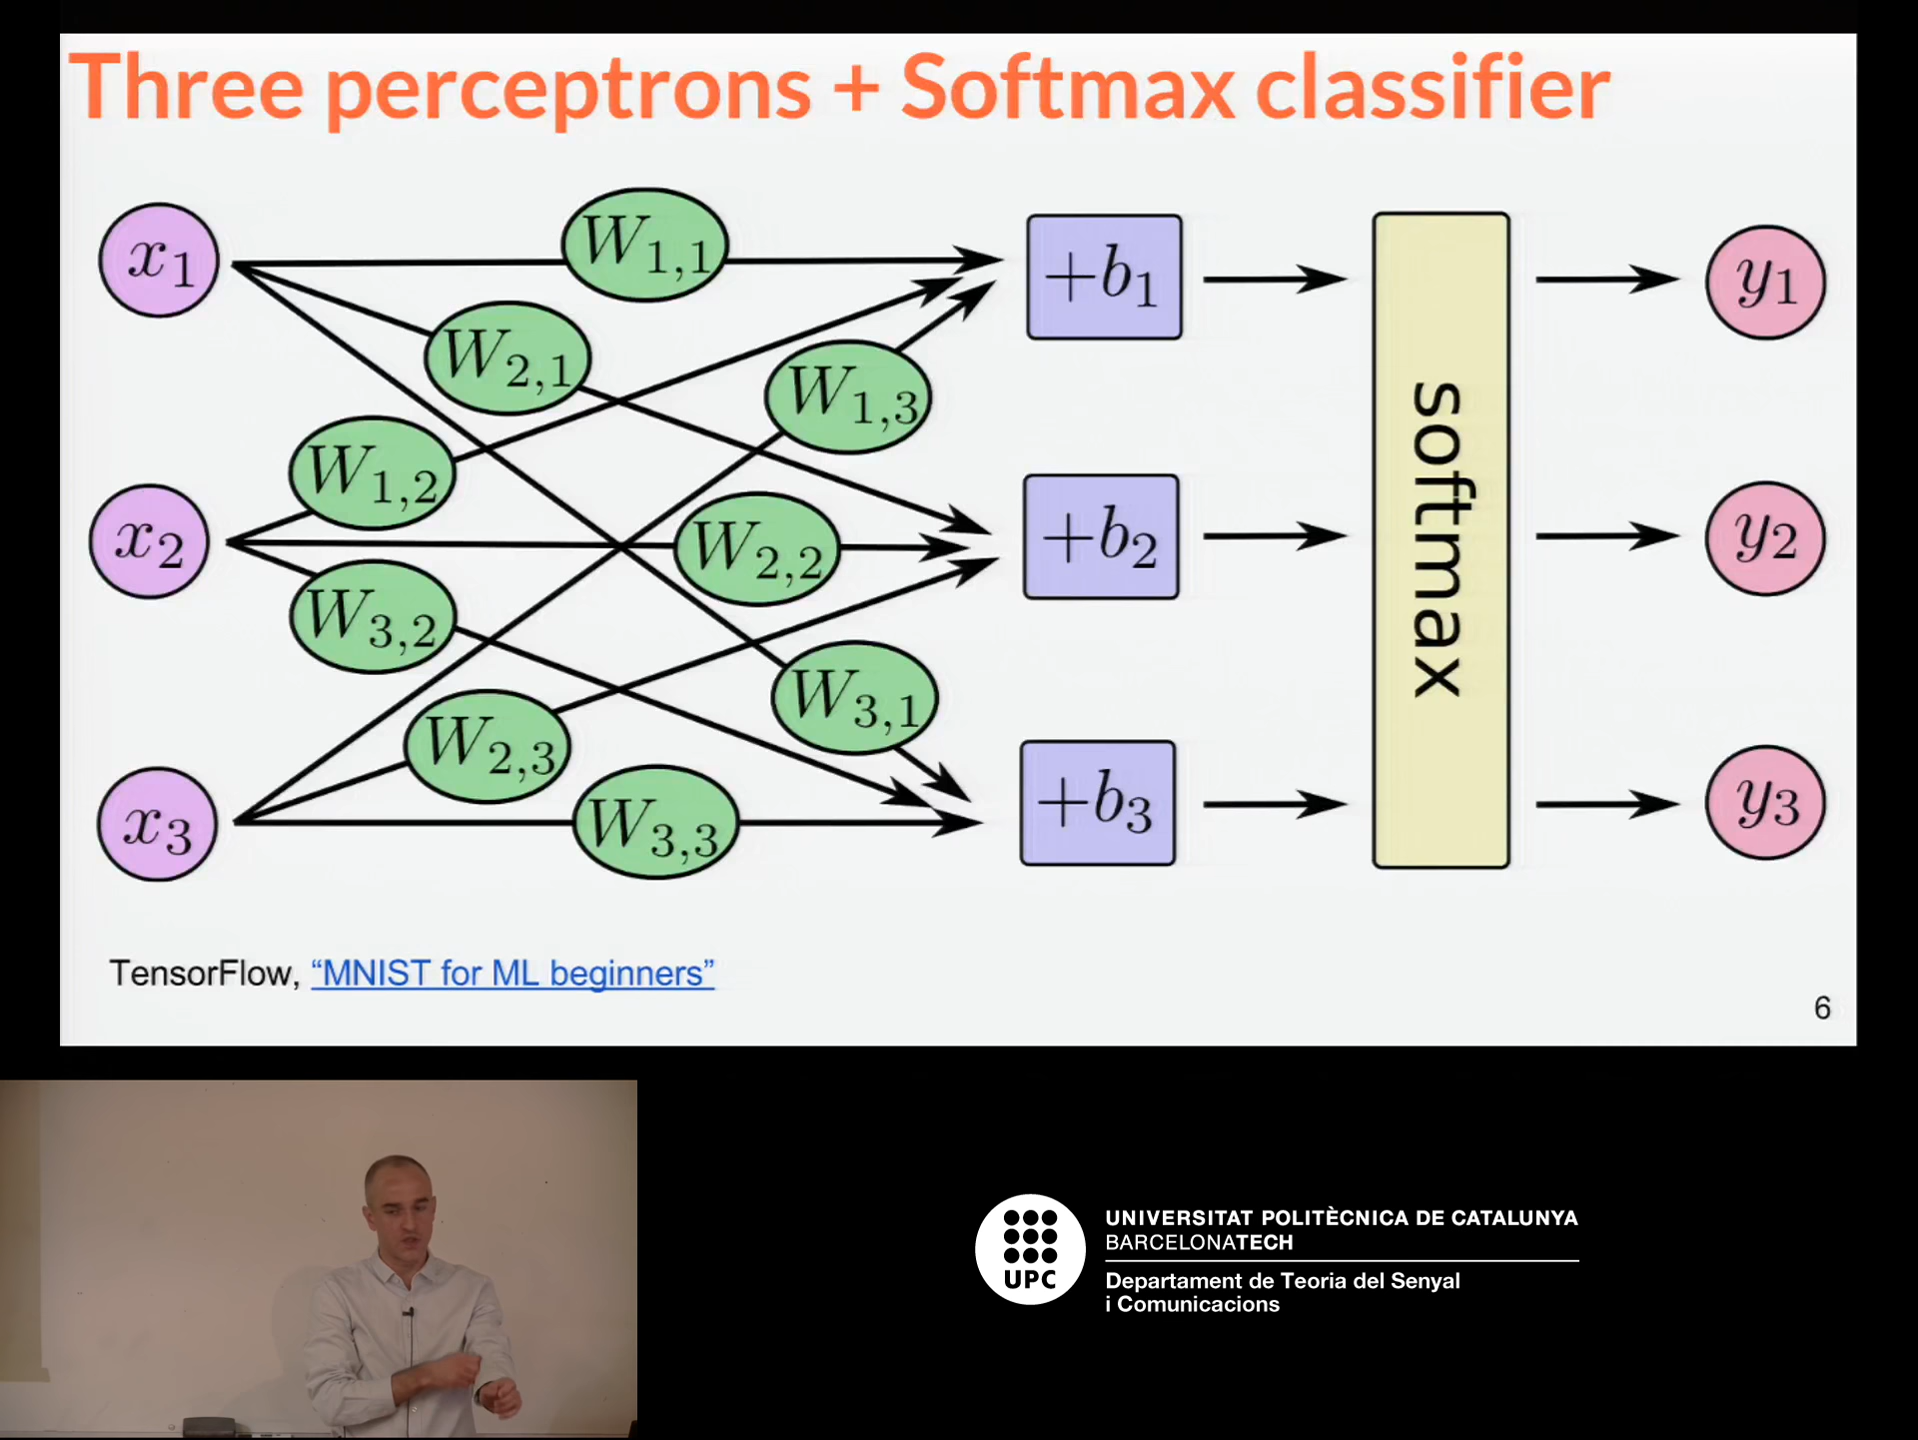 Three perceptrons + Softmax classifier
x1
W1,1
+b1
y1
W2,1
W1,3
W1,2
softmax
x2
W2,2
+b2
y2
W3,2
W3,1
W2,3
x3
W3,3
+b3
y3
TensorFlow, “MNIST for ML beginners”
6
UPC
UNIVERSITAT POLITÈCNICA DE CATALUNYA
BARCELONATECH
Departament de Teoria del Senyal
i Comunicacions